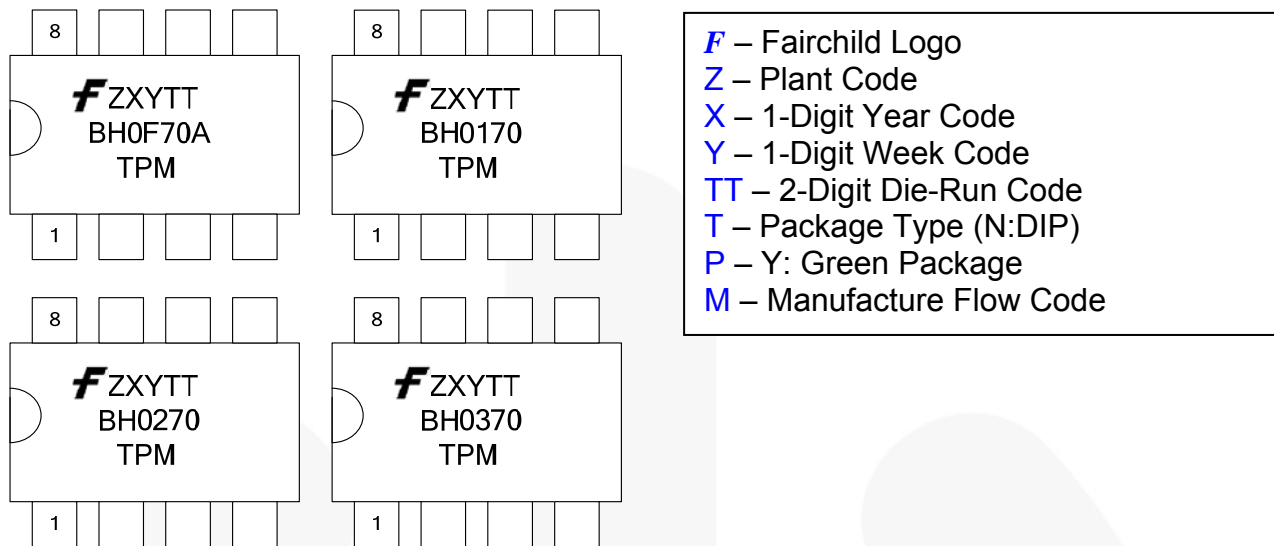 8
F ZXYTT
BH0F70A
TPM
1
8
F ZXYTT
BH0170
TPM
1
8
F ZXYTT
BH0270
TPM
1
8
F ZXYTT
BH0370
TPM
1
F – Fairchild Logo
Z – Plant Code
X – 1-Digit Year Code
Y – 1-Digit Week Code
TT – 2-Digit Die-Run Code
T – Package Type (N:DIP)
P – Y: Green Package
M – Manufacture Flow Code